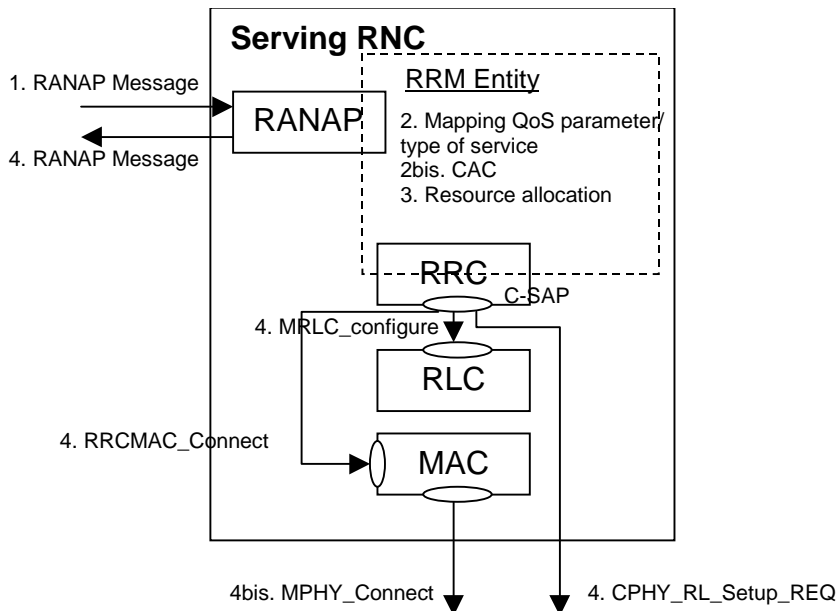 Serving RNC
RRM Entity
1. RANAP Message
RANAP
2. Mapping QoS parameter/
type of service
2bis. CAC
3. Resource allocation
4. RANAP Message
RRC
C-SAP
4. MRLC_configure
RLC
4. RRCMAC_Connect
MAC
4bis. MPHY_Connect
4. CPHY_RL_Setup_REQ